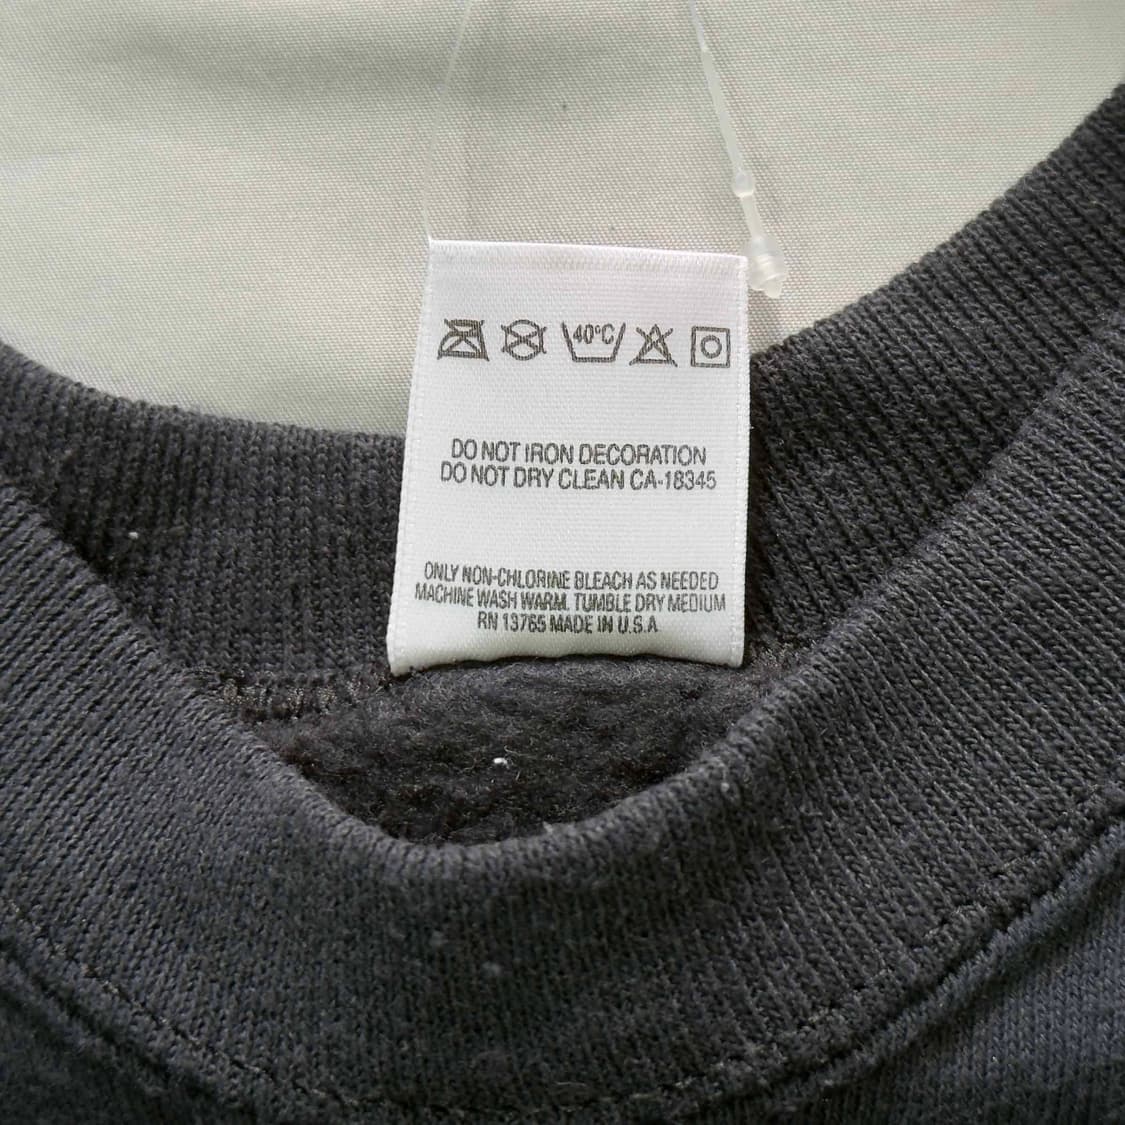 40°C
DO NOT IRON DECORATION
DO NOT DRY CLEAN CA-18345
ONLY NON-CHLORINE BLEACH AS NEEDED
MACHINE WASH WARM. TUMBLE DRY MEDIUM
RN 13765 MADE IN U.S.A